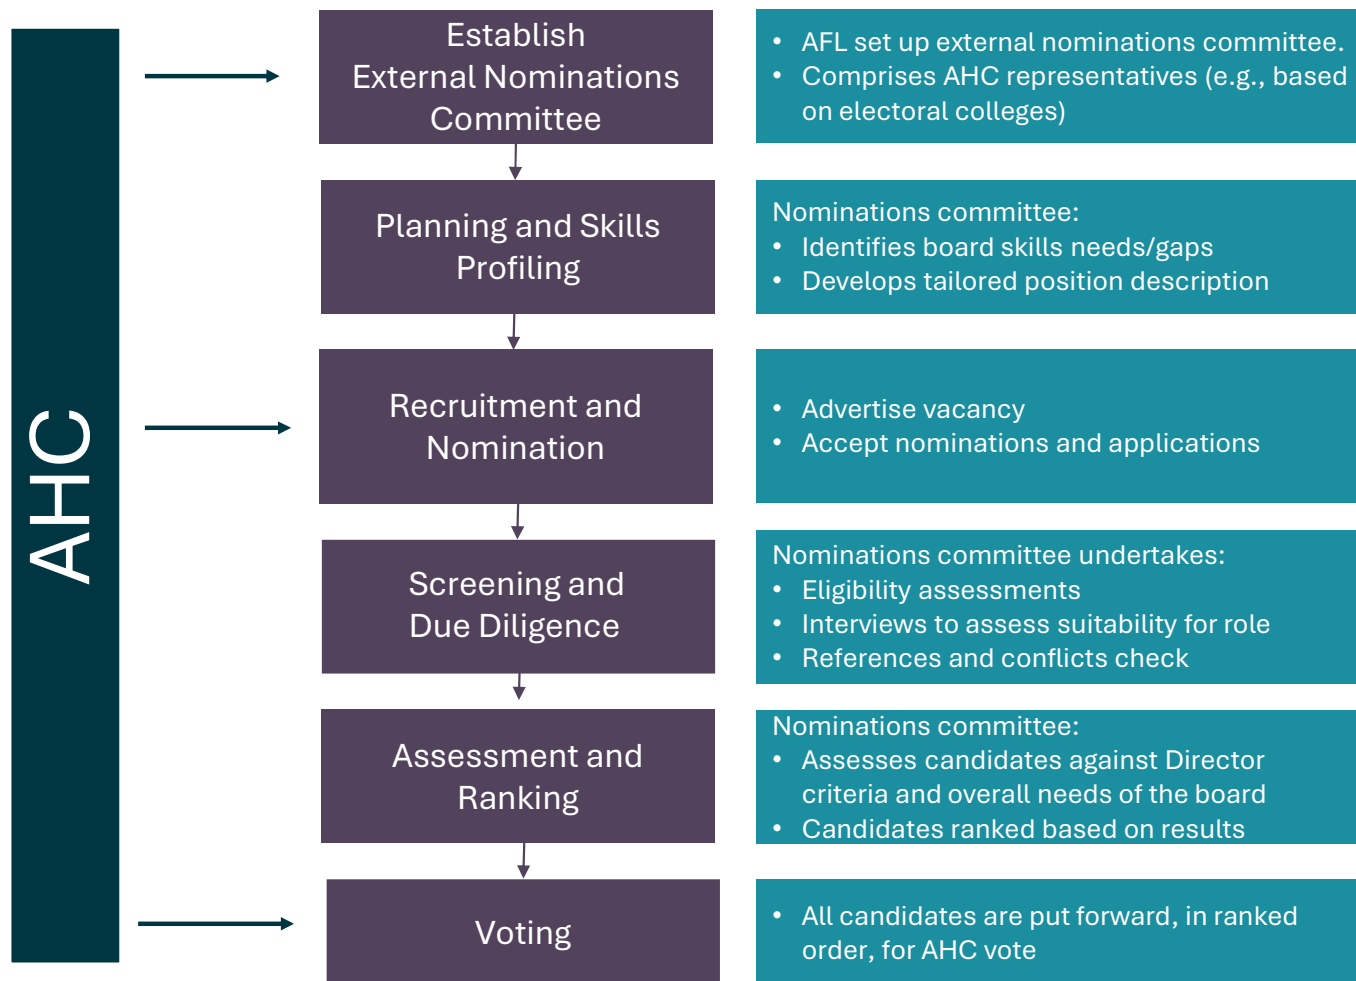 AHC
Establish
External Nominations
Committee
• AFL set up external nominations committee.
• Comprises AHC representatives (e.g., based
on electoral colleges)
Planning and Skills
Profiling
Nominations committee:
• Identifies board skills needs/gaps
• Develops tailored position description
Recruitment and
Nomination
• Advertise vacancy
• Accept nominations and applications
Screening and
Due Diligence
Nominations committee undertakes:
• Eligibility assessments
• Interviews to assess suitability for role
• References and conflicts check
Assessment and
Ranking
Nominations committee:
• Assesses candidates against Director
criteria and overall needs of the board
• Candidates ranked based on results
Voting
• All candidates are put forward, in ranked
order, for AHC vote